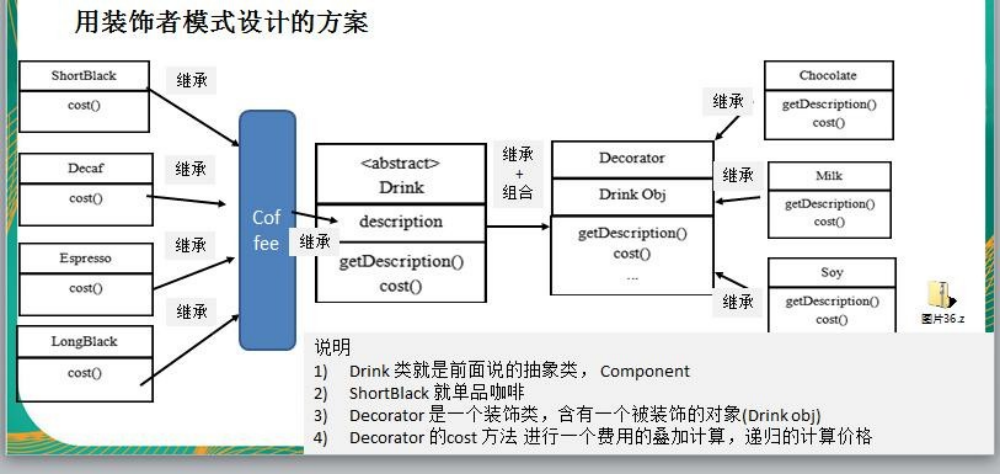 用装饰者模式设计的方案
ShortBlack
cost()
继承
Decaf
cost()
继承
Espresso
cost()
继承
LongBlack
cost()
继承
Cof
fee
继承
<abstract>
Drink
description
getDescription()
cost()
继承
+
组合
Decorator
Drink Obj
getDescription()
cost()
...
继承
Chocolate
getDescription()
cost()
继承
Milk
getDescription()
cost()
继承
Soy
getDescription()
cost()
图片36.z
说明
1) Drink 类就是前面说的抽象类， Component
2) ShortBlack 就单品咖啡
3) Decorator 是一个装饰类，含有一个被装饰的对象(Drink obj)
4) Decorator 的cost 方法 进行一个费用的叠加计算，递归的计算价格